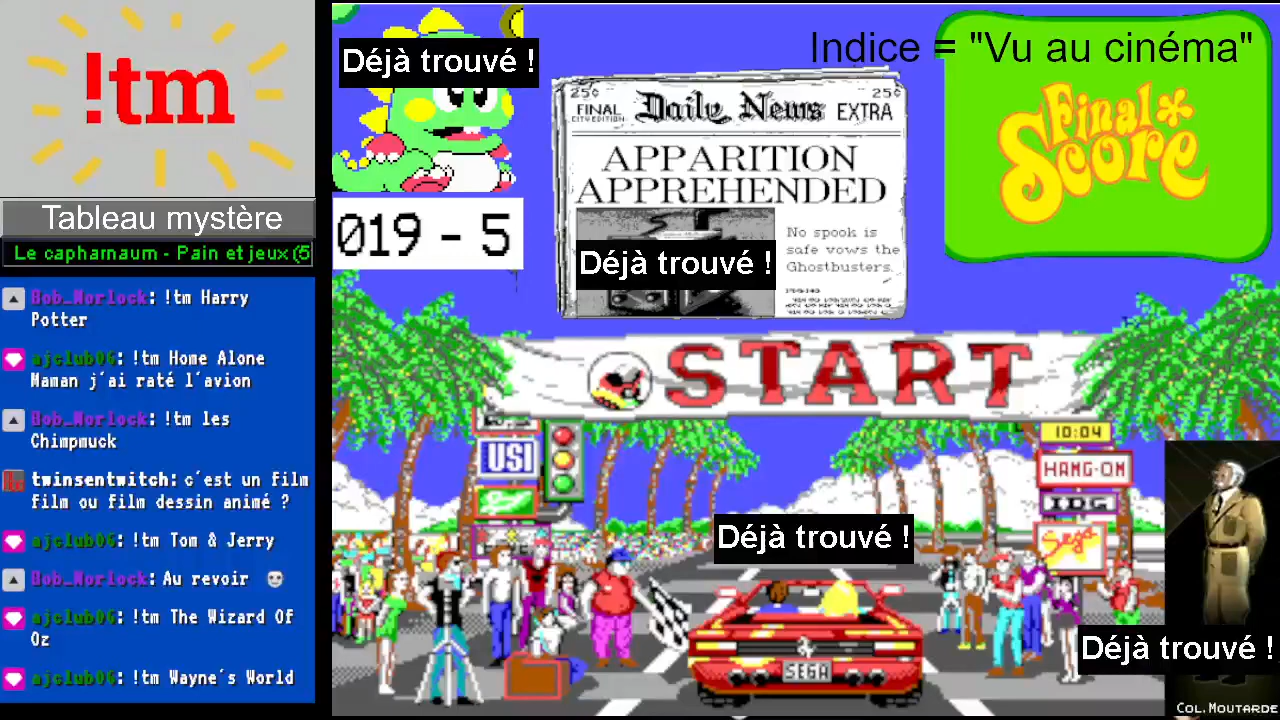 !tm
Tableau mystère
Le capharnaum - Pain et jeux (5
Bob_Morlock: !tm Harry
Potter
ajclub06: !tm Home Alone
Maman j'ai raté l'avion
Bob_Morlock: !tm les
Chimpmuck
twinsentwitch: c'est un film
film ou film dessin animé ?
ajclub06: !tm Tom & Jerry
Bob_Morlock: Au revoir
ajclub06: !tm The Wizard Of
Oz
ajclub06: !tm Wayne's World
Déjà trouvé !
019 - 5
25¢ 25¢
FINAL
CITY EDITION
Daily News
EXTRA
APPARITION
APPREHENDED
No spook is
safe vows the
Ghostbusters.
Déjà trouvé !
Indice = "Vu au cinéma"
Final
Score
START
USI
10:04
HANG-ON
IDG
Sega
Déjà trouvé !
SEGA
Déjà trouvé !
COL.MOUTARDE